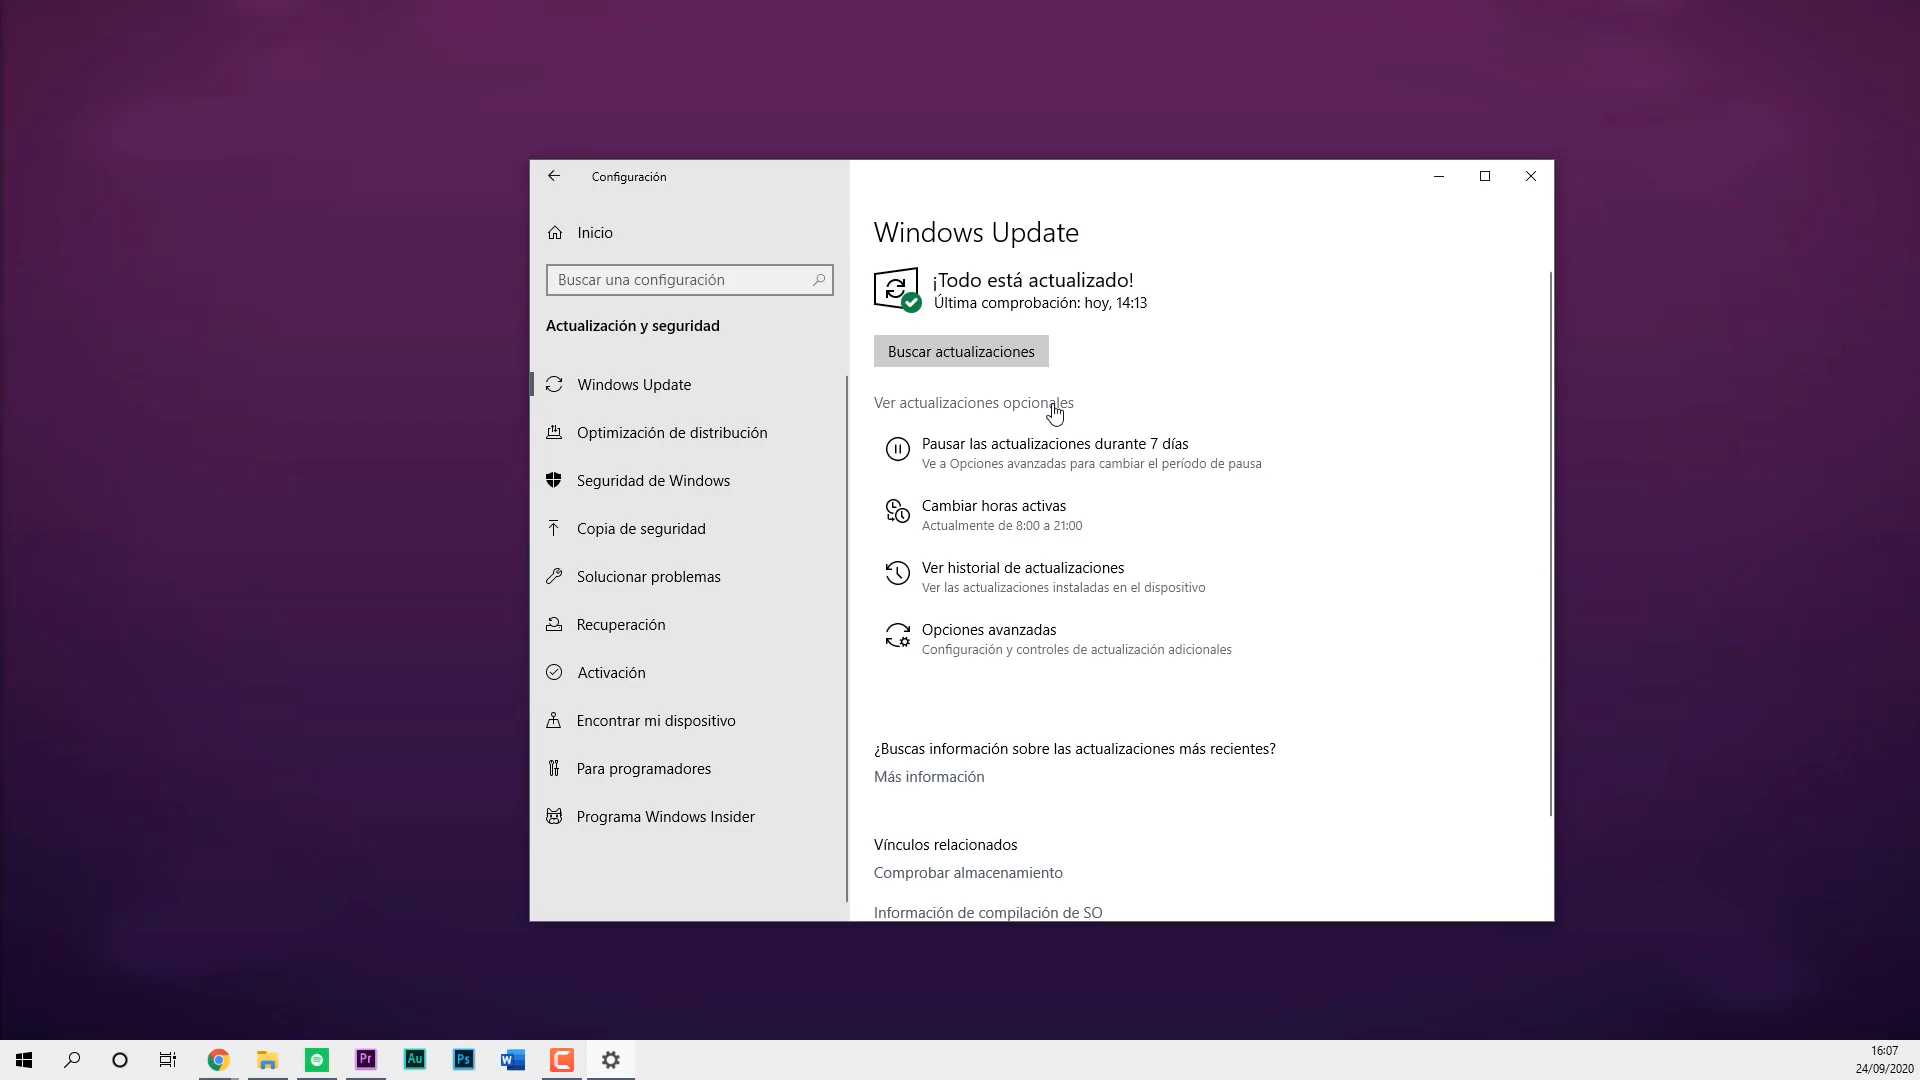 Configuración
Inicio
Buscar una configuración
Actualización y seguridad
Windows Update
Optimización de distribución
Seguridad de Windows
Copia de seguridad
Solucionar problemas
Recuperación
Activación
Encontrar mi dispositivo
Para programadores
Programa Windows Insider
Windows Update
¡Todo está actualizado!
Última comprobación: hoy, 14:13
Buscar actualizaciones
Ver actualizaciones opcionales
Pausar las actualizaciones durante 7 días
Ve a Opciones avanzadas para cambiar el período de pausa
Cambiar horas activas
Actualmente de 8:00 a 21:00
Ver historial de actualizaciones
Ver las actualizaciones instaladas en el dispositivo
Opciones avanzadas
Configuración y controles de actualización adicionales
¿Buscas información sobre las actualizaciones más recientes?
Más información
Vínculos relacionados
Comprobar almacenamiento
Información de compilación de SO
Pr
Au
Ps
W
16:07
24/09/2020